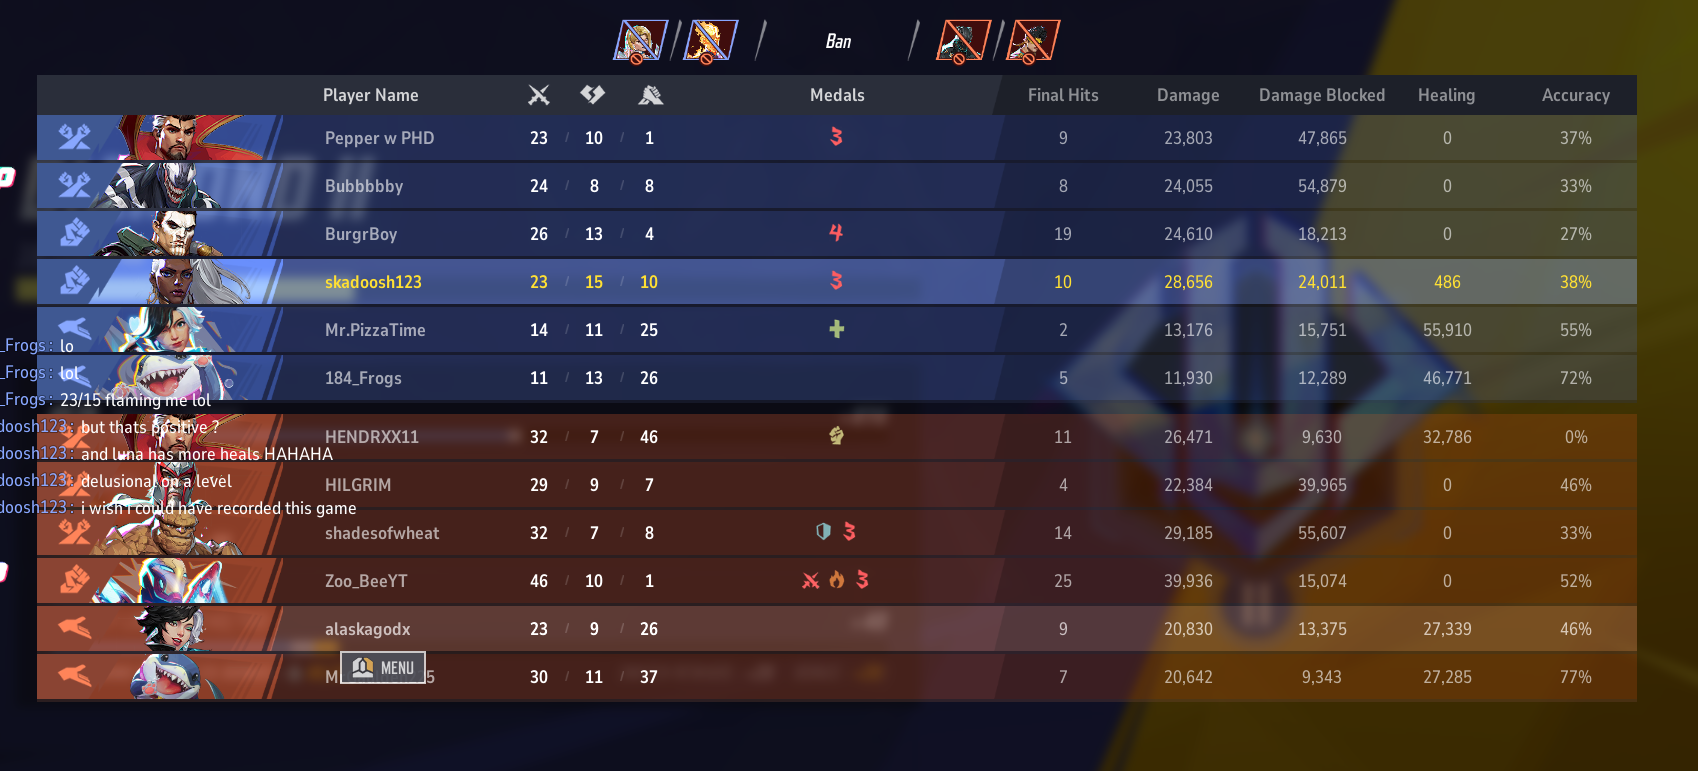 Ban
Player Name Medals Final Hits Damage Damage Blocked Healing Accuracy
Pepper w PHD 23 / 10 / 1 3 9 23,803 47,865 0 37%
Bubbbbby 24 / 8 / 8 8 24,055 54,879 0 33%
BurgrBoy 26 / 13 / 4 4 19 24,610 18,213 0 27%
skadoosh123 23 / 15 / 10 3 10 28,656 24,011 486 38%
Mr.PizzaTime 14 / 11 / 25 2 13,176 15,751 55,910 55%
_Frogs: lo
_Frogs: lol
184_Frogs 11 / 13 / 26 5 11,930 12,289 46,771 72%
_Frogs: 23/15 flaming me lol
doosh123: but thats positive ?
HENDRXX11 32 / 7 / 46 11 26,471 9,630 32,786 0%
doosh123: and luna has more heals HAHAHA
doosh123: delusional on a level
HILGRIM 29 / 9 / 7 4 22,384 39,965 0 46%
doosh123: i wish i could have recorded this game
shadesofwheat 32 / 7 / 8 3 14 29,185 55,607 0 33%
Zoo_BeeYT 46 / 10 / 1 3 25 39,936 15,074 0 52%
alaskagodx 23 / 9 / 26 9 20,830 13,375 27,339 46%
MENU
30 / 11 / 37 7 20,642 9,343 27,285 77%